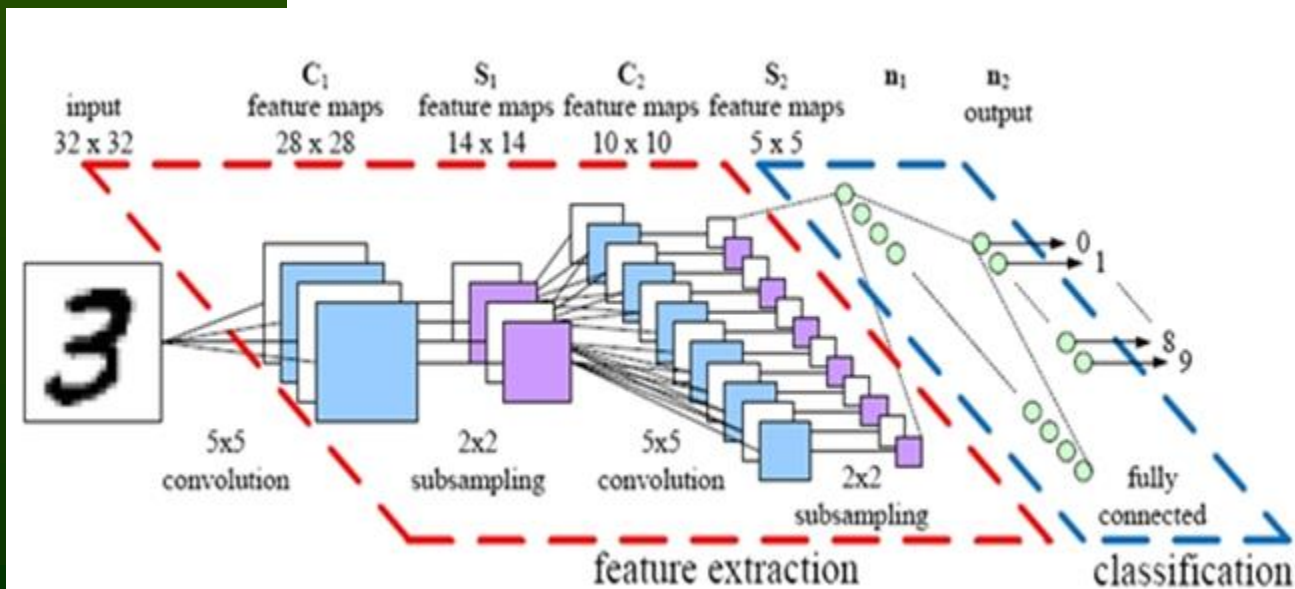 input
32 x 32
C₁
feature maps
28 x 28
S₁
feature maps
14 x 14
C₂
feature maps
10 x 10
S₂
feature maps
5 x 5
n₁
n₂
output
3
0
1
8
9
5x5
convolution
2x2
subsampling
5x5
convolution
2x2
subsampling
fully
connected
feature extraction
classification